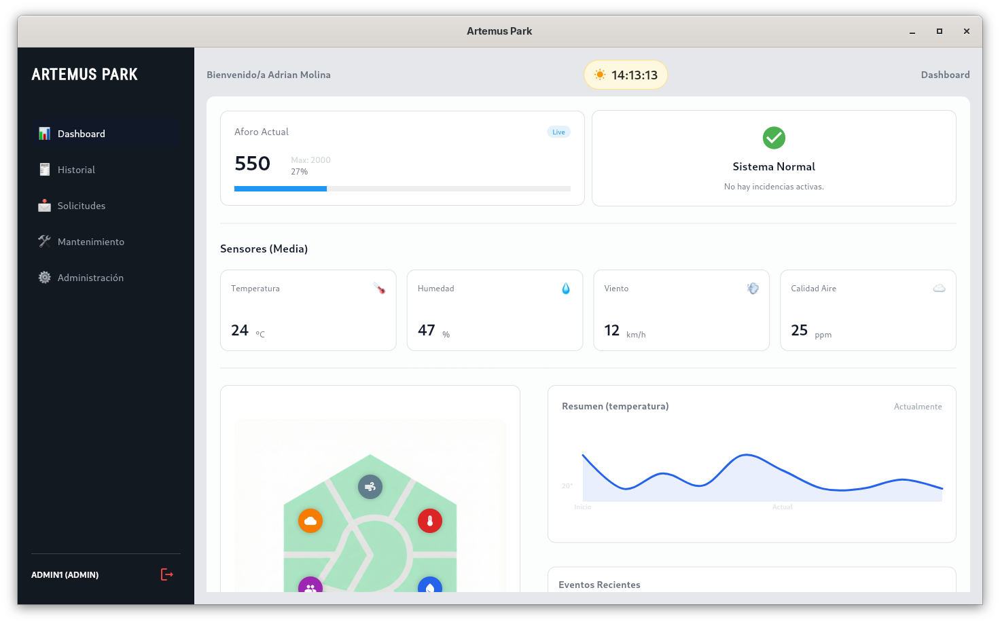 Artemus Park
ARTEMUS PARK
Dashboard
Historial
Solicitudes
Mantenimiento
Administración
ADMIN1 (ADMIN)
Bienvenido/a Adrian Molina
14:13:13
Dashboard
Aforo Actual
Live
550
Max: 2000
27%
Sistema Normal
No hay incidencias activas.
Sensores (Media)
Temperatura
24 °C
Humedad
47 %
Viento
12 km/h
Calidad Aire
25 ppm
Resumen (temperatura)
Actualmente
20°
Inicio
Actual
Eventos Recientes